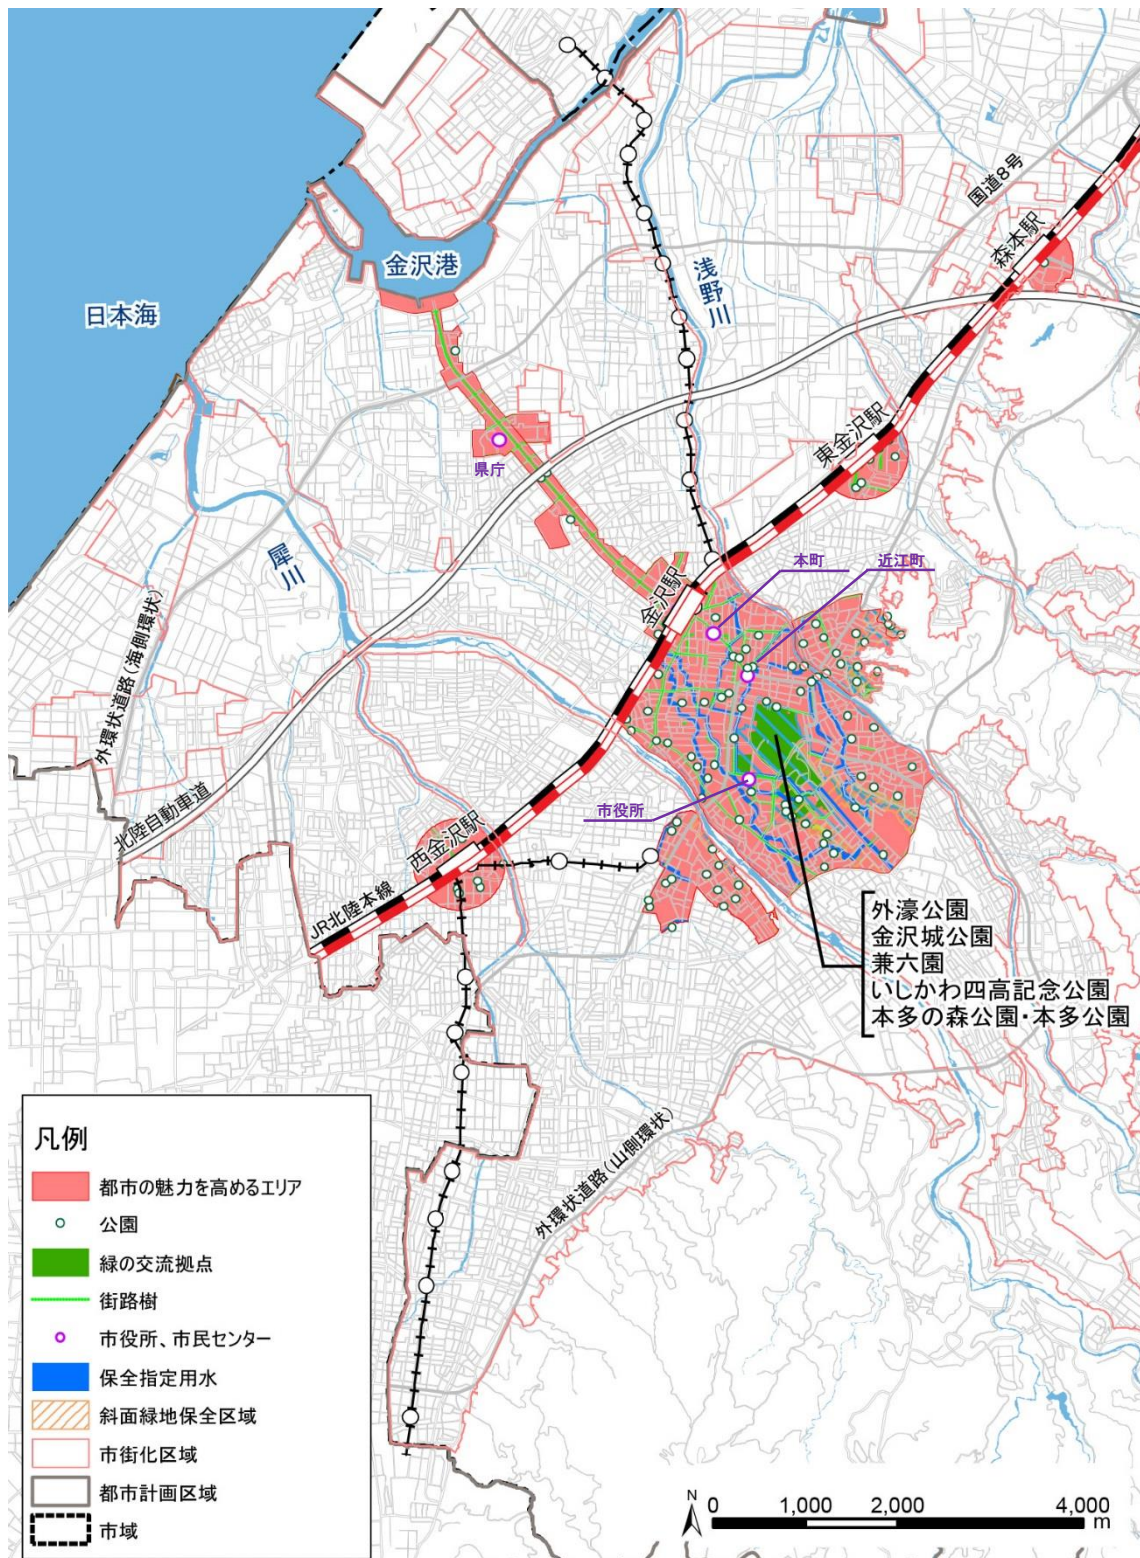 国道8号
森本駅
金沢港
浅野川
日本海
東金沢駅
県庁
犀川
本町
近江町
金沢駅
外環状道路(海側環状)
市役所
北陸自動車道
西金沢駅
JR北陸本線
外濠公園
金沢城公園
兼六園
いしかわ四高記念公園
本多の森公園・本多公園
外環状道路(山側環状)
凡例
都市の魅力を高めるエリア
公園
緑の交流拠点
街路樹
市役所、市民センター
保全指定用水
斜面緑地保全区域
市街化区域
都市計画区域
市域
N
0 1,000 2,000 4,000
m